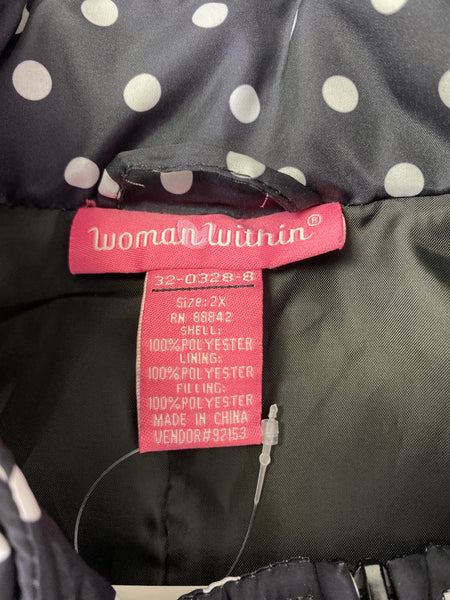 Woman Within®
32-0328-8
Size: 2X
RN 88842
SHELL:
100%POLYESTER
LINING:
100%POLYESTER
FILLING:
100%POLYESTER
MADE IN CHINA
VENDOR#92153